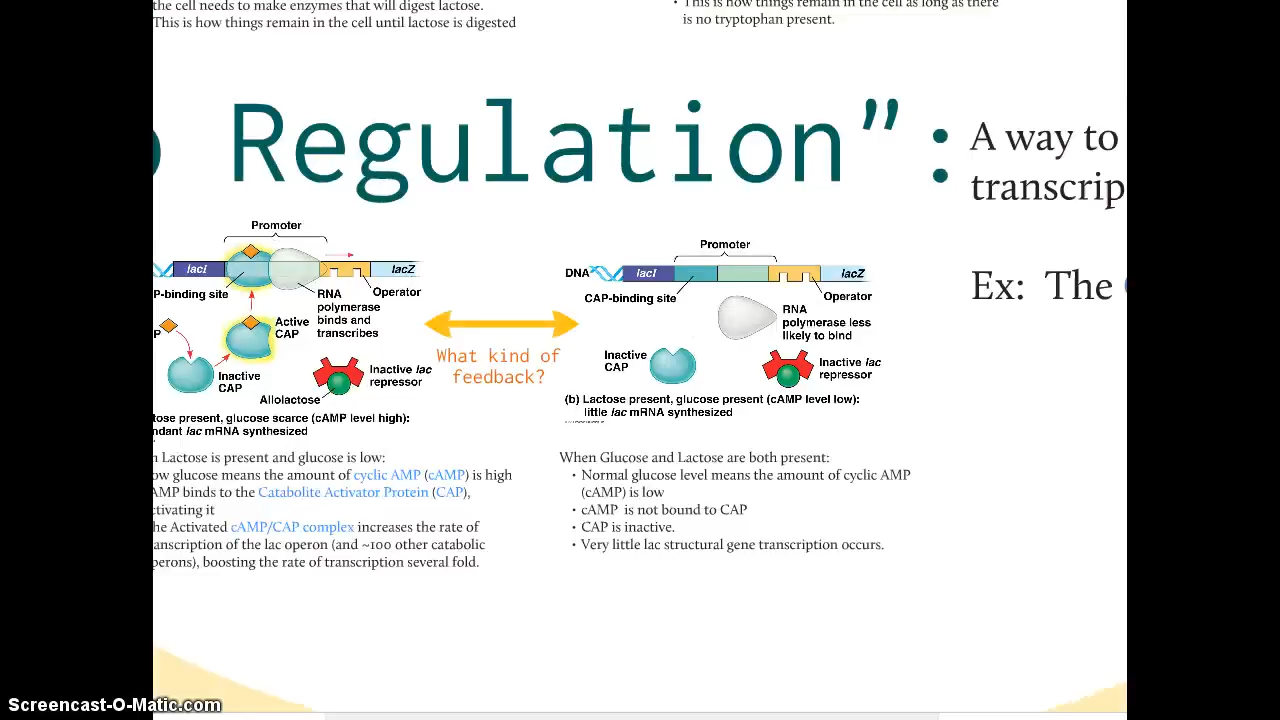 the cell needs to make enzymes that will digest lactose.
This is how things remain in the cell until lactose is digested
• This is how things remain in the cell as long as there
is no tryptophan present.
Regulation”:
A way to
transcrip
Ex: The
Promoter
lacI
lacZ
P-binding site
RNA
polymerase
binds and
transcribes
Operator
P
Active
CAP
Inactive
CAP
Inactive lac
repressor
Allolactose
tose present, glucose scarce (cAMP level high):
ndant lac mRNA synthesized
What kind of
feedback?
Promoter
DNA
lacI
lacZ
CAP-binding site
Operator
RNA
polymerase less
likely to bind
Inactive
CAP
Inactive lac
repressor
(b) Lactose present, glucose present (cAMP level low):
little lac mRNA synthesized
n Lactose is present and glucose is low:
ow glucose means the amount of cyclic AMP (cAMP) is high
AMP binds to the Catabolite Activator Protein (CAP),
ctivating it
he Activated cAMP/CAP complex increases the rate of
anscription of the lac operon (and ~100 other catabolic
perons), boosting the rate of transcription several fold.
When Glucose and Lactose are both present:
• Normal glucose level means the amount of cyclic AMP
(cAMP) is low
• cAMP is not bound to CAP
• CAP is inactive.
• Very little lac structural gene transcription occurs.
Screencast-O-Matic.com